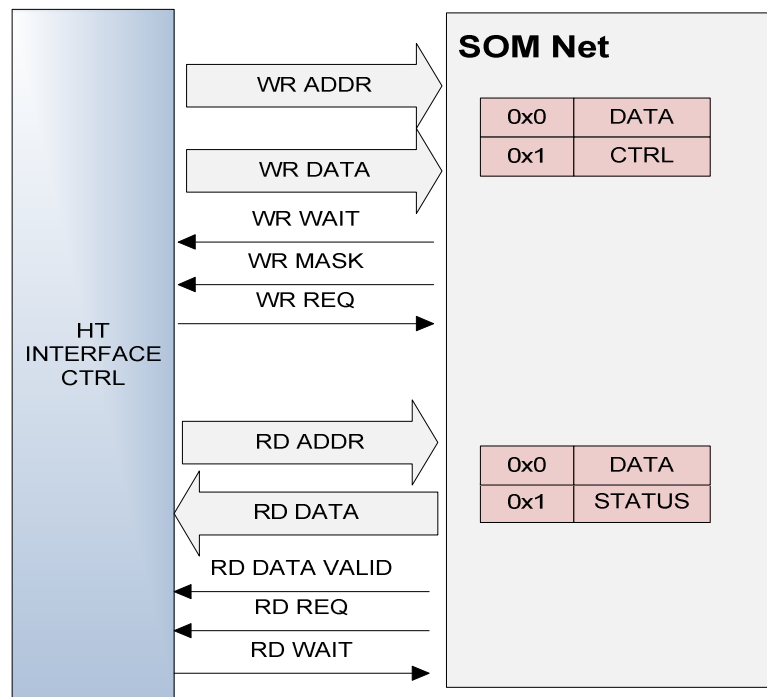 SOM Net
WR ADDR
0x0 DATA
0x1 CTRL
WR DATA
WR WAIT
WR MASK
WR REQ
HT
INTERFACE
CTRL
RD ADDR
0x0 DATA
0x1 STATUS
RD DATA
RD DATA VALID
RD REQ
RD WAIT